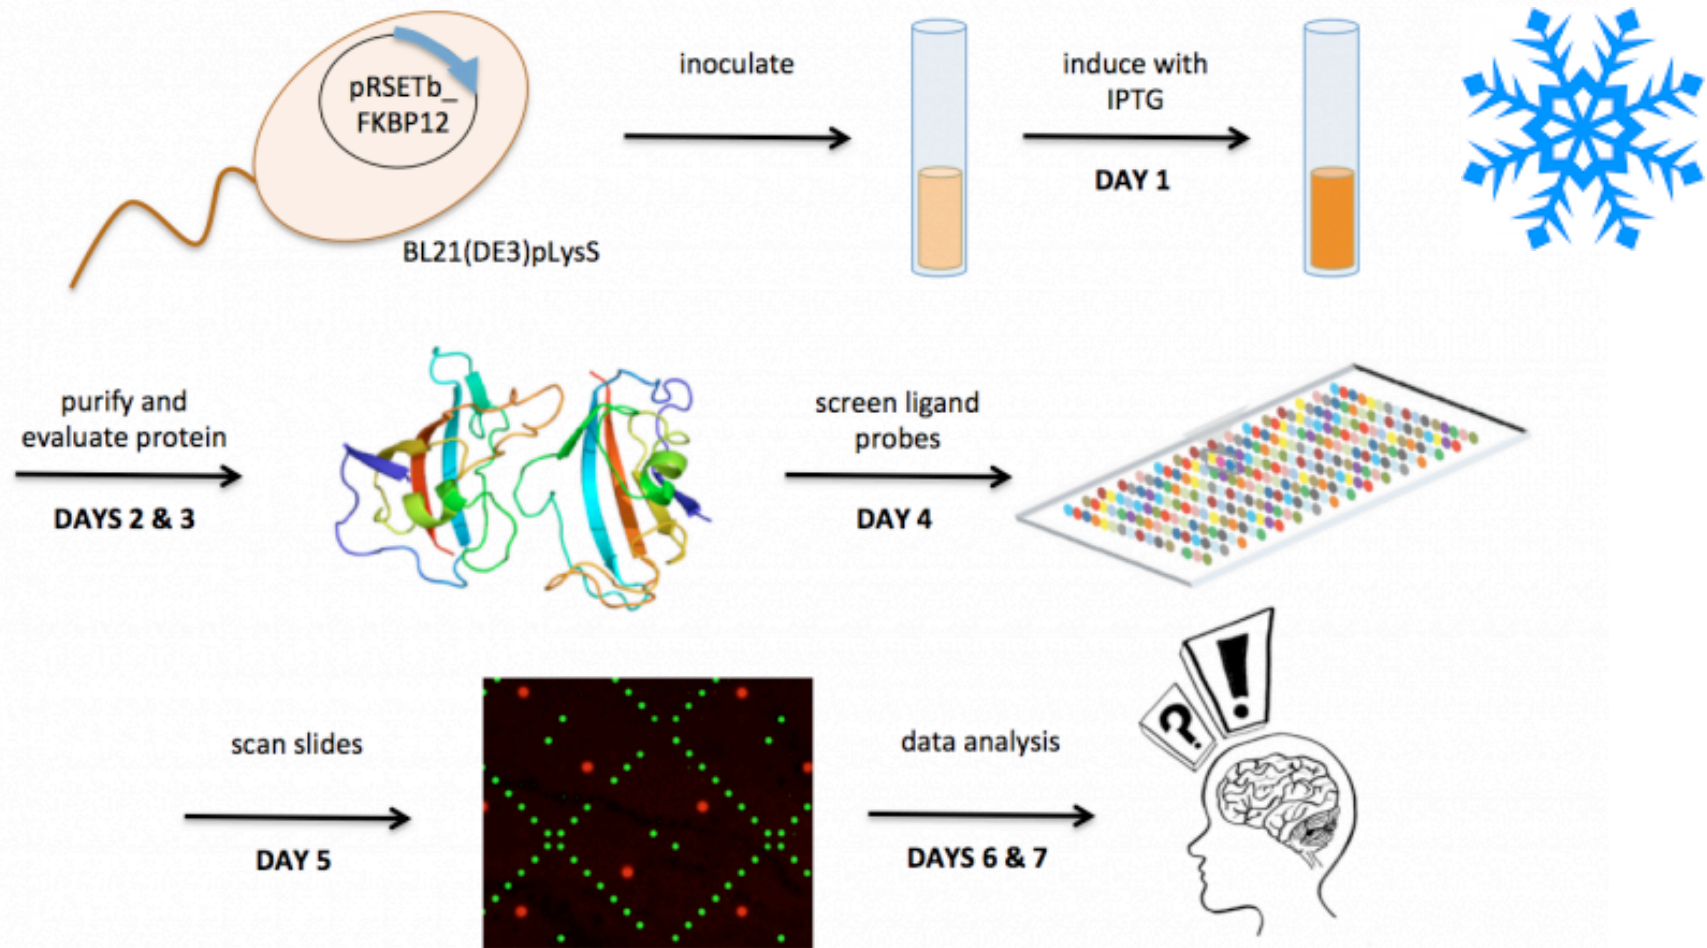 pRSETb_
FKBP12
BL21(DE3)pLysS
inoculate
induce with
IPTG
DAY 1
purify and
evaluate protein
DAYS 2 & 3
screen ligand
probes
DAY 4
scan slides
DAY 5
data analysis
DAYS 6 & 7
?
!